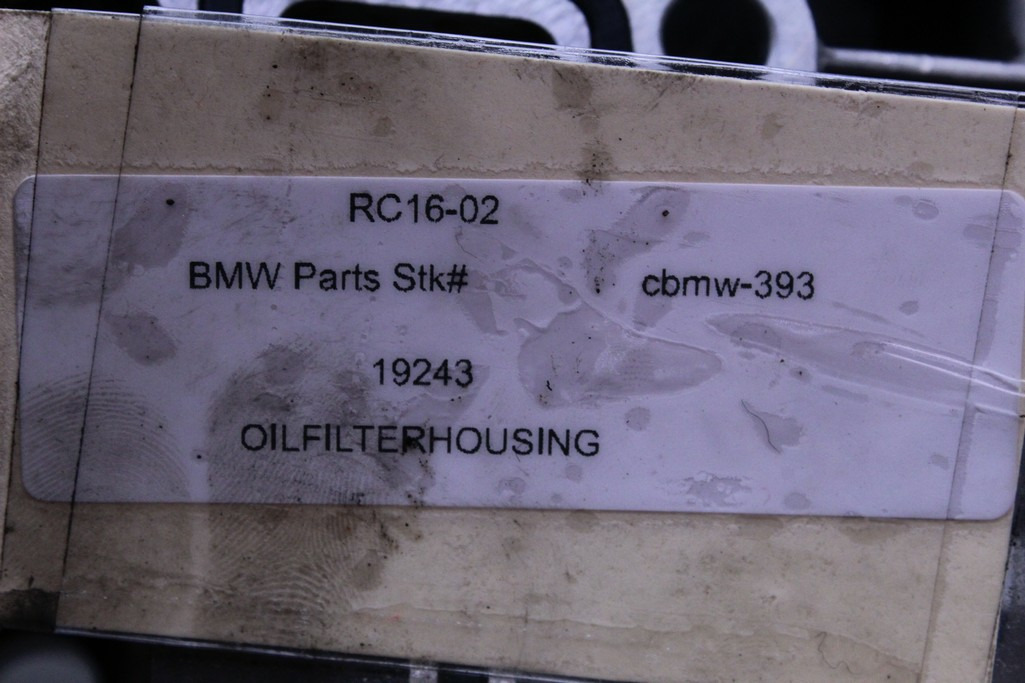 RC16-02
BMW Parts Stk# cbmw-393
19243
OILFILTERHOUSING